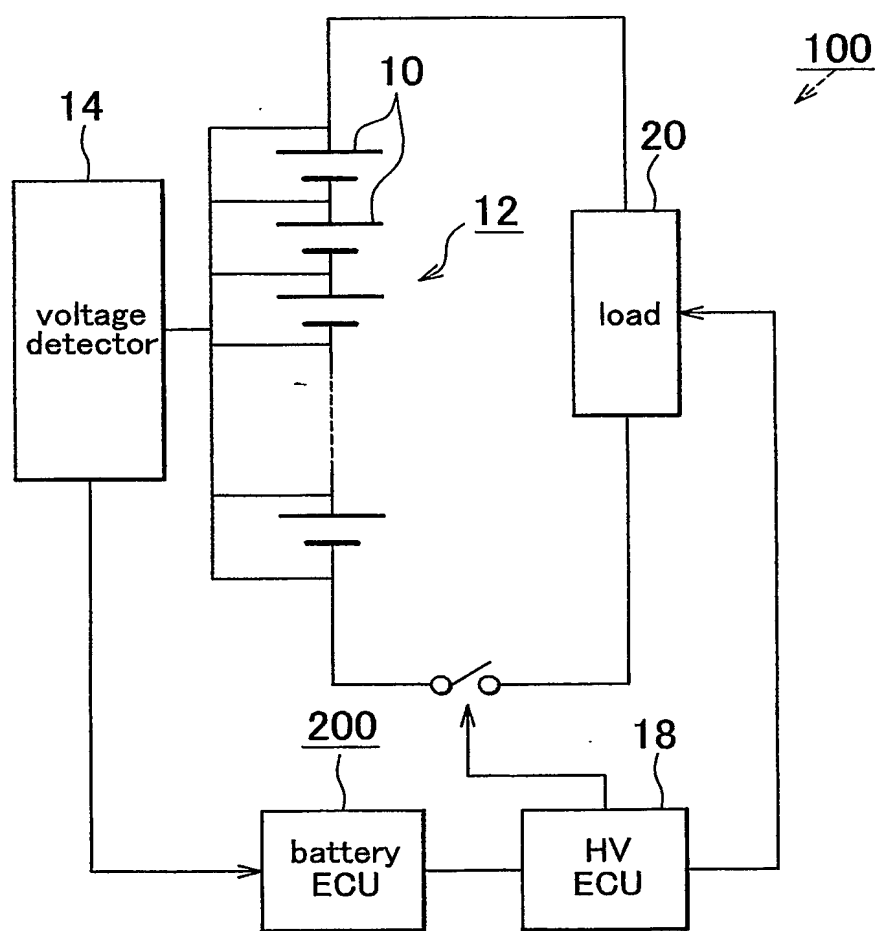 100
10
14
20
12
voltage
detector
load
200
18
battery
ECU
HV
ECU